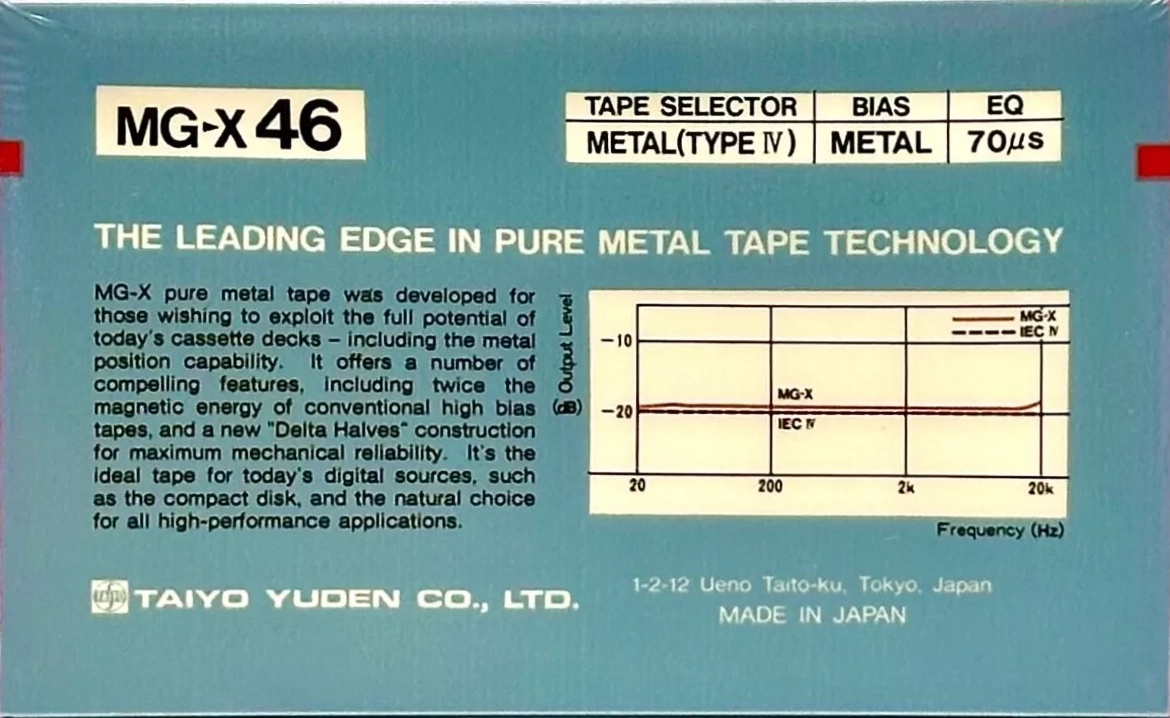 MG-X 46
TAPE SELECTOR BIAS EQ
METAL(TYPE Ⅳ) METAL 70μs
THE LEADING EDGE IN PURE METAL TAPE TECHNOLOGY
MG-X pure metal tape was developed for
those wishing to exploit the full potential of
today's cassette decks – including the metal
position capability. It offers a number of
compelling features, including twice the
magnetic energy of conventional high bias
tapes, and a new "Delta Halves" construction
for maximum mechanical reliability. It's the
ideal tape for today's digital sources, such
as the compact disk, and the natural choice
for all high-performance applications.
(dB) Output Level
MG-X
IEC Ⅳ
-10
MG-X
-20
IEC Ⅳ
20 200 2k 20k
Frequency (Hz)
TAIYO YUDEN CO., LTD.
1-2-12 Ueno Taito-ku, Tokyo, Japan
MADE IN JAPAN